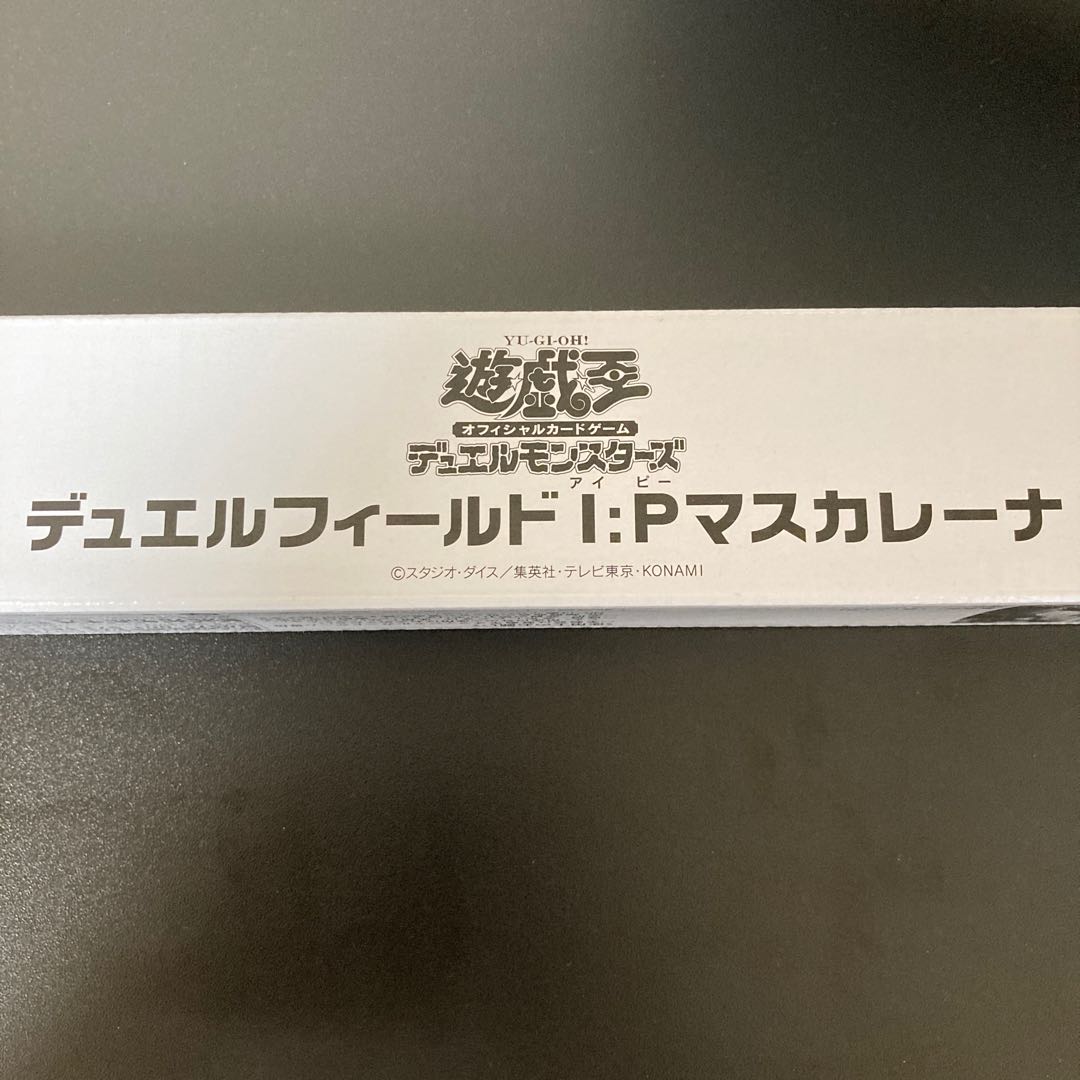 YU-GI-OH!
遊戯王
オフィシャルカードゲーム
デュエルモンスターズ
アイ ピー
デュエルフィールド I:Pマスカレーナ
©スタジオ・ダイス/集英社・テレビ東京・KONAMI